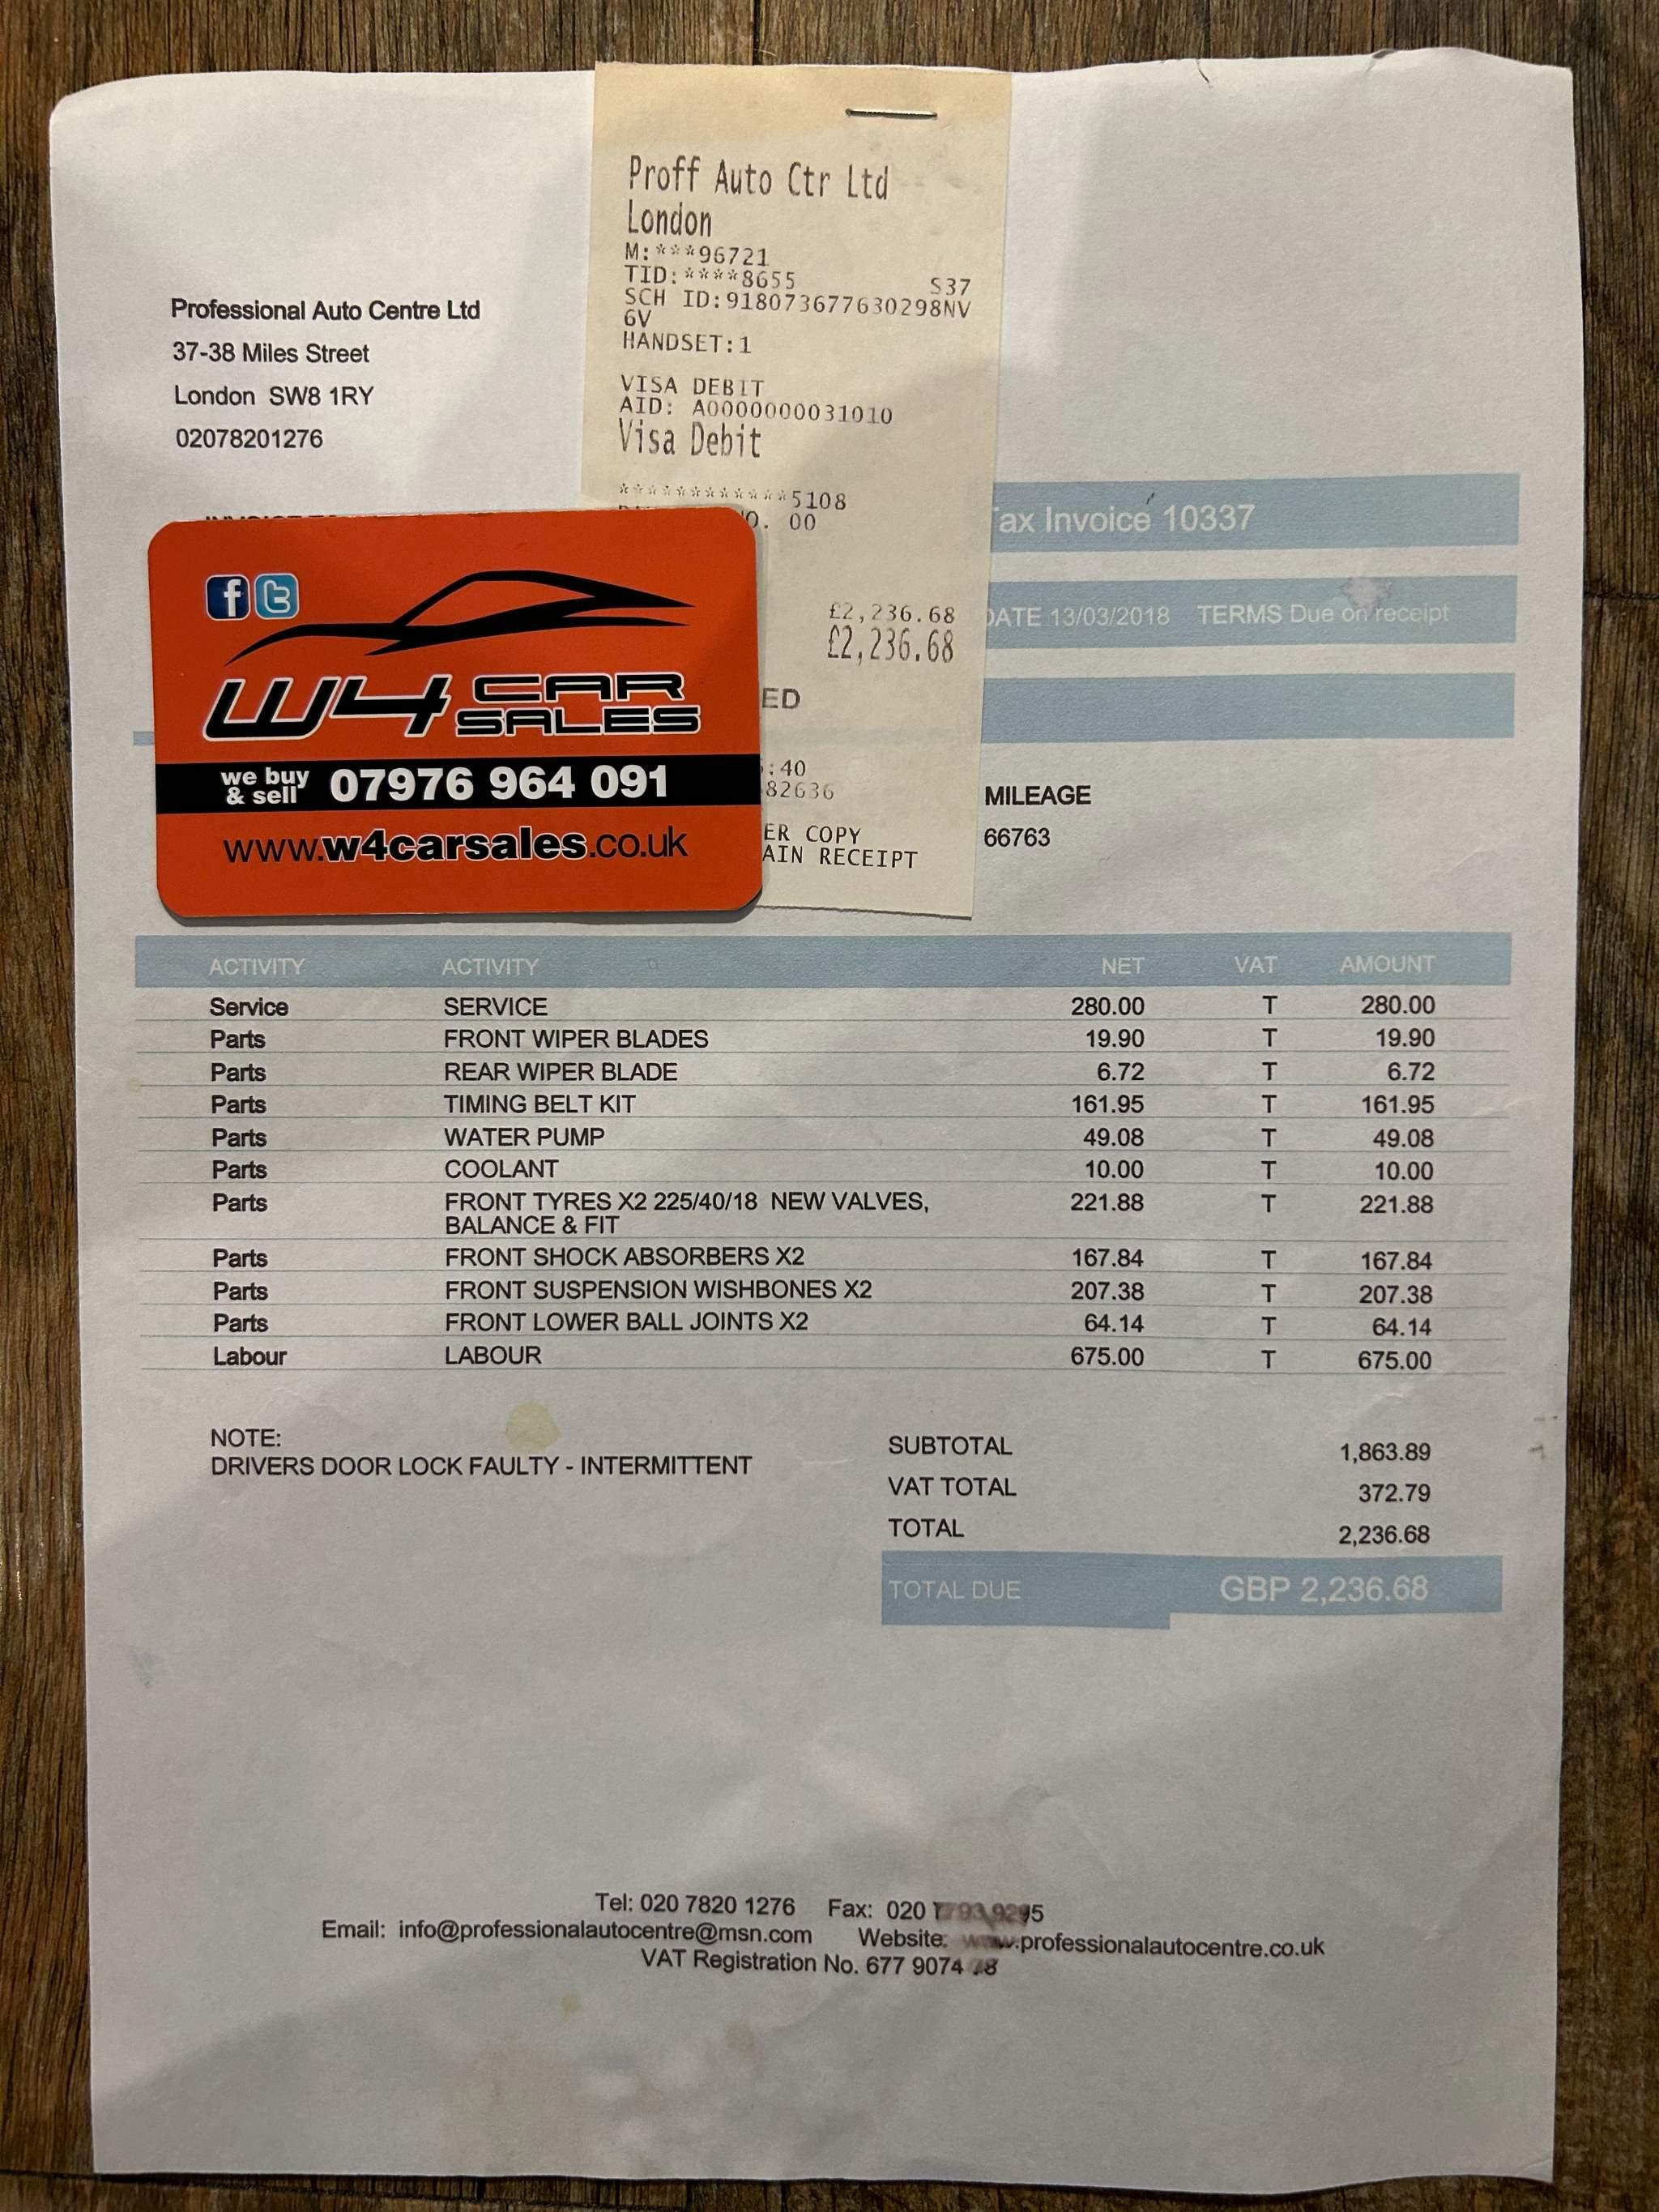 Proff Auto Ctr Ltd
London
M:***96721
TID:****8655 S37
SCH ID:918073677630298NV
6V
HANDSET:1
VISA DEBIT
AID: A0000000031010
Visa Debit
************5108
NO. 00
£2,236.68
£2,236.68
ED
:40
82636
ER COPY
AIN RECEIPT
Professional Auto Centre Ltd
37-38 Miles Street
London SW8 1RY
02078201276
f t
W4 CAR
SALES
we buy
& sell 07976 964 091
www.w4carsales.co.uk
Tax Invoice 10337
DATE 13/03/2018 TERMS Due on receipt
MILEAGE
66763
ACTIVITY ACTIVITY NET VAT AMOUNT
Service SERVICE 280.00 T 280.00
Parts FRONT WIPER BLADES 19.90 T 19.90
Parts REAR WIPER BLADE 6.72 T 6.72
Parts TIMING BELT KIT 161.95 T 161.95
Parts WATER PUMP 49.08 T 49.08
Parts COOLANT 10.00 T 10.00
Parts FRONT TYRES X2 225/40/18 NEW VALVES, 221.88 T 221.88
BALANCE & FIT
Parts FRONT SHOCK ABSORBERS X2 167.84 T 167.84
Parts FRONT SUSPENSION WISHBONES X2 207.38 T 207.38
Parts FRONT LOWER BALL JOINTS X2 64.14 T 64.14
Labour LABOUR 675.00 T 675.00
NOTE:
DRIVERS DOOR LOCK FAULTY - INTERMITTENT
SUBTOTAL 1,863.89
VAT TOTAL 372.79
TOTAL 2,236.68
TOTAL DUE GBP 2,236.68
Tel: 020 7820 1276 Fax: 020 7793 9295
Email: info@professionalautocentre@msn.com Website: www.professionalautocentre.co.uk
VAT Registration No. 677 9074